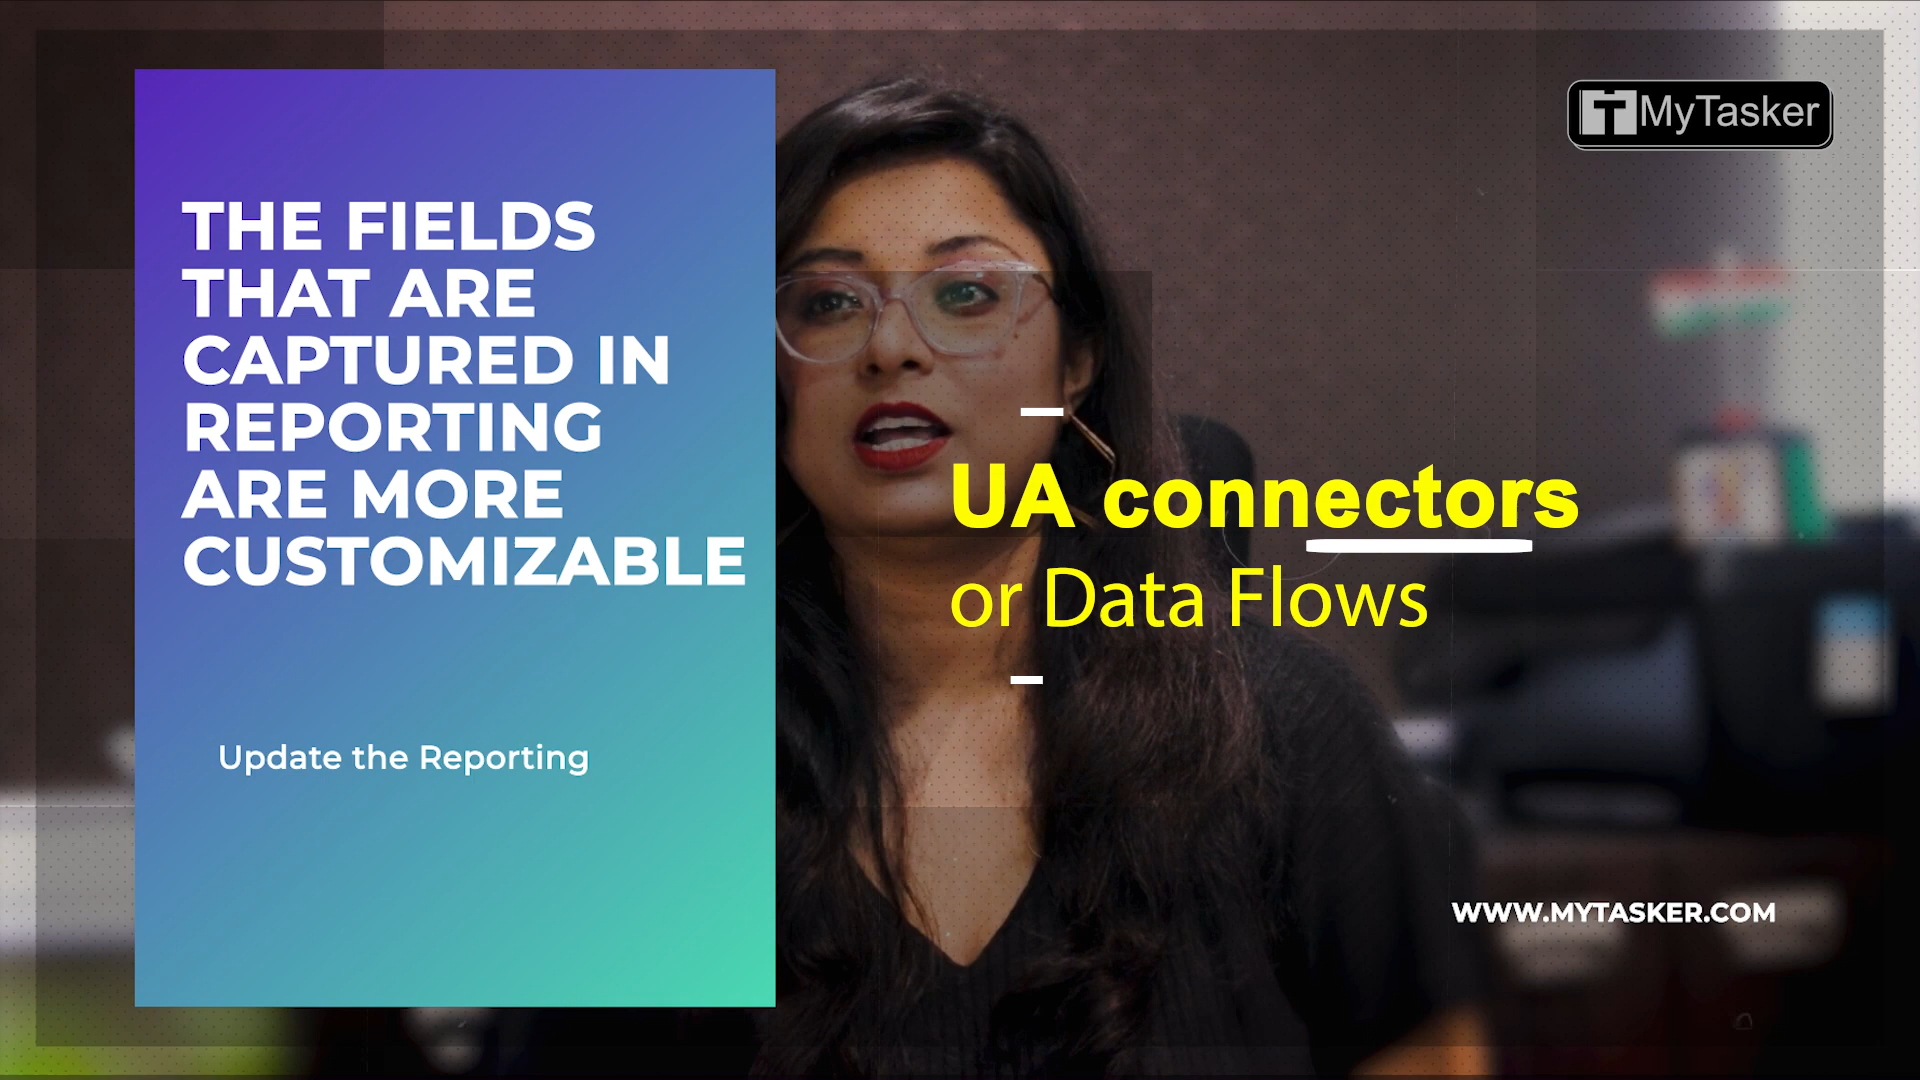 THE FIELDS
THAT ARE
CAPTURED IN
REPORTING
ARE MORE
CUSTOMIZABLE
Update the Reporting
MyTasker
UA connectors
or Data Flows
WWW.MYTASKER.COM